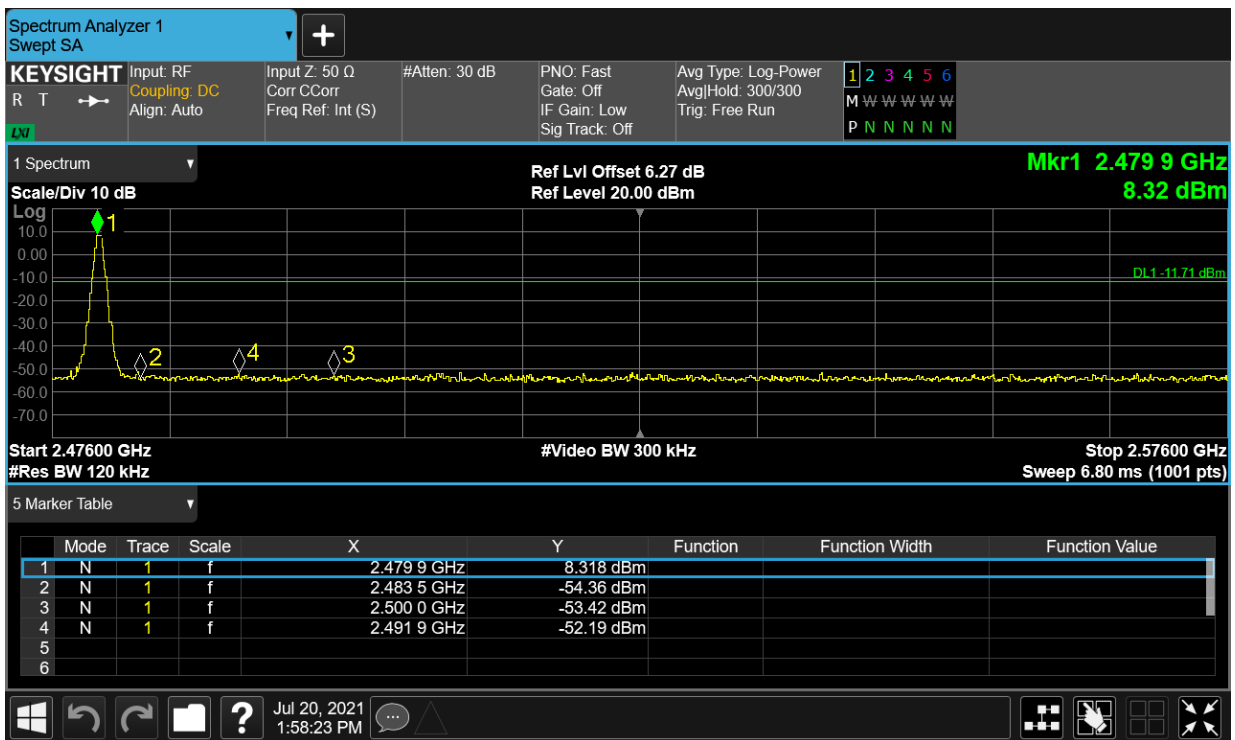 Spectrum Analyzer 1
Swept SA
+
KEYSIGHT
R T
LXI
Input: RF
Coupling: DC
Align: Auto
Input Z: 50 Ω
Corr CCorr
Freq Ref: Int (S)
#Atten: 30 dB
PNO: Fast
Gate: Off
IF Gain: Low
Sig Track: Off
Avg Type: Log-Power
Avg|Hold: 300/300
Trig: Free Run
1 2 3 4 5 6
M W W W W W
P N N N N N
1 Spectrum
Scale/Div 10 dB
Ref Lvl Offset 6.27 dB
Ref Level 20.00 dBm
Mkr1 2.479 9 GHz
8.32 dBm
Log
10.0
0.00
-10.0
-20.0
-30.0
-40.0
-50.0
-60.0
-70.0
1
2
4
3
DL1 -11.71 dBm
Start 2.47600 GHz
#Res BW 120 kHz
#Video BW 300 kHz
Stop 2.57600 GHz
Sweep 6.80 ms (1001 pts)
5 Marker Table
Mode Trace Scale X Y Function Function Width Function Value
1 N 1 f 2.479 9 GHz 8.318 dBm
2 N 1 f 2.483 5 GHz -54.36 dBm
3 N 1 f 2.500 0 GHz -53.42 dBm
4 N 1 f 2.491 9 GHz -52.19 dBm
5
6
?
Jul 20, 2021
1:58:23 PM